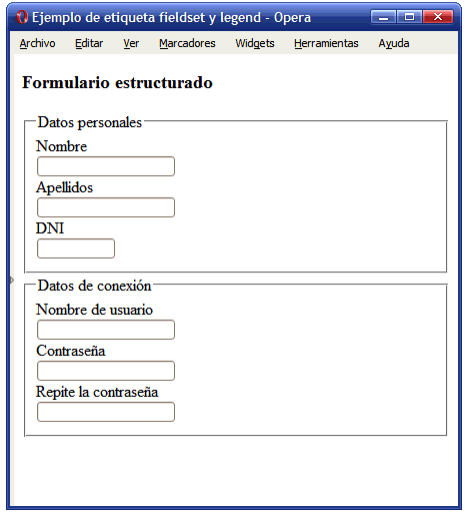 Ejemplo de etiqueta fieldset y legend - Opera
Archivo Editar Ver Marcadores Widgets Herramientas Ayuda
Formulario estructurado
Datos personales
Nombre
Apellidos
DNI
Datos de conexión
Nombre de usuario
Contraseña
Repite la contraseña